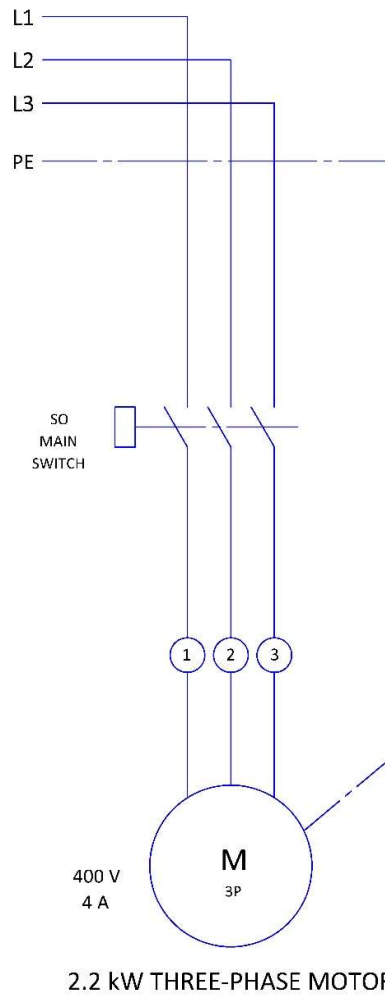 L1
L2
L3
PE
SO
MAIN
SWITCH
1 2 3
M
3P
400 V
4 A
2.2 kW THREE-PHASE MOTOR